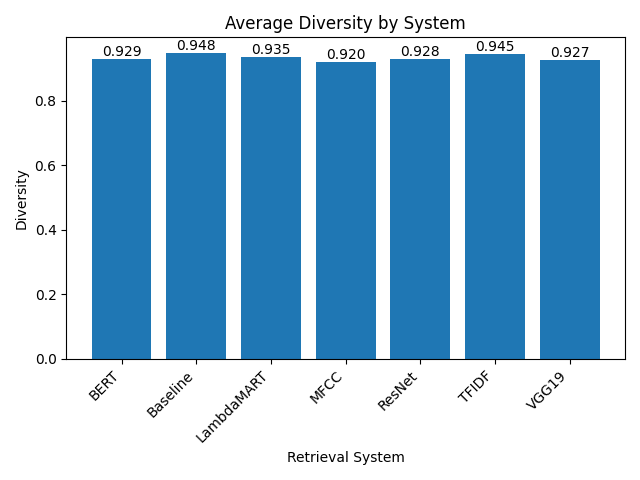 Average Diversity by System
0.929
0.948
0.935
0.920
0.928
0.945
0.927
Diversity
0.8
0.6
0.4
0.2
0.0
BERT
Baseline
LambdaMART
MFCC
ResNet
TFIDF
VGG19
Retrieval System